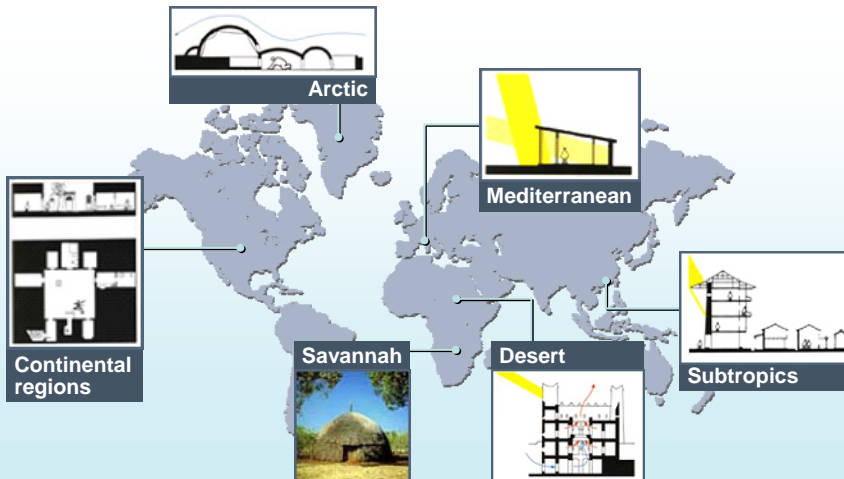 Arctic
Mediterranean
Continental
regions
Savannah
Desert
Subtropics